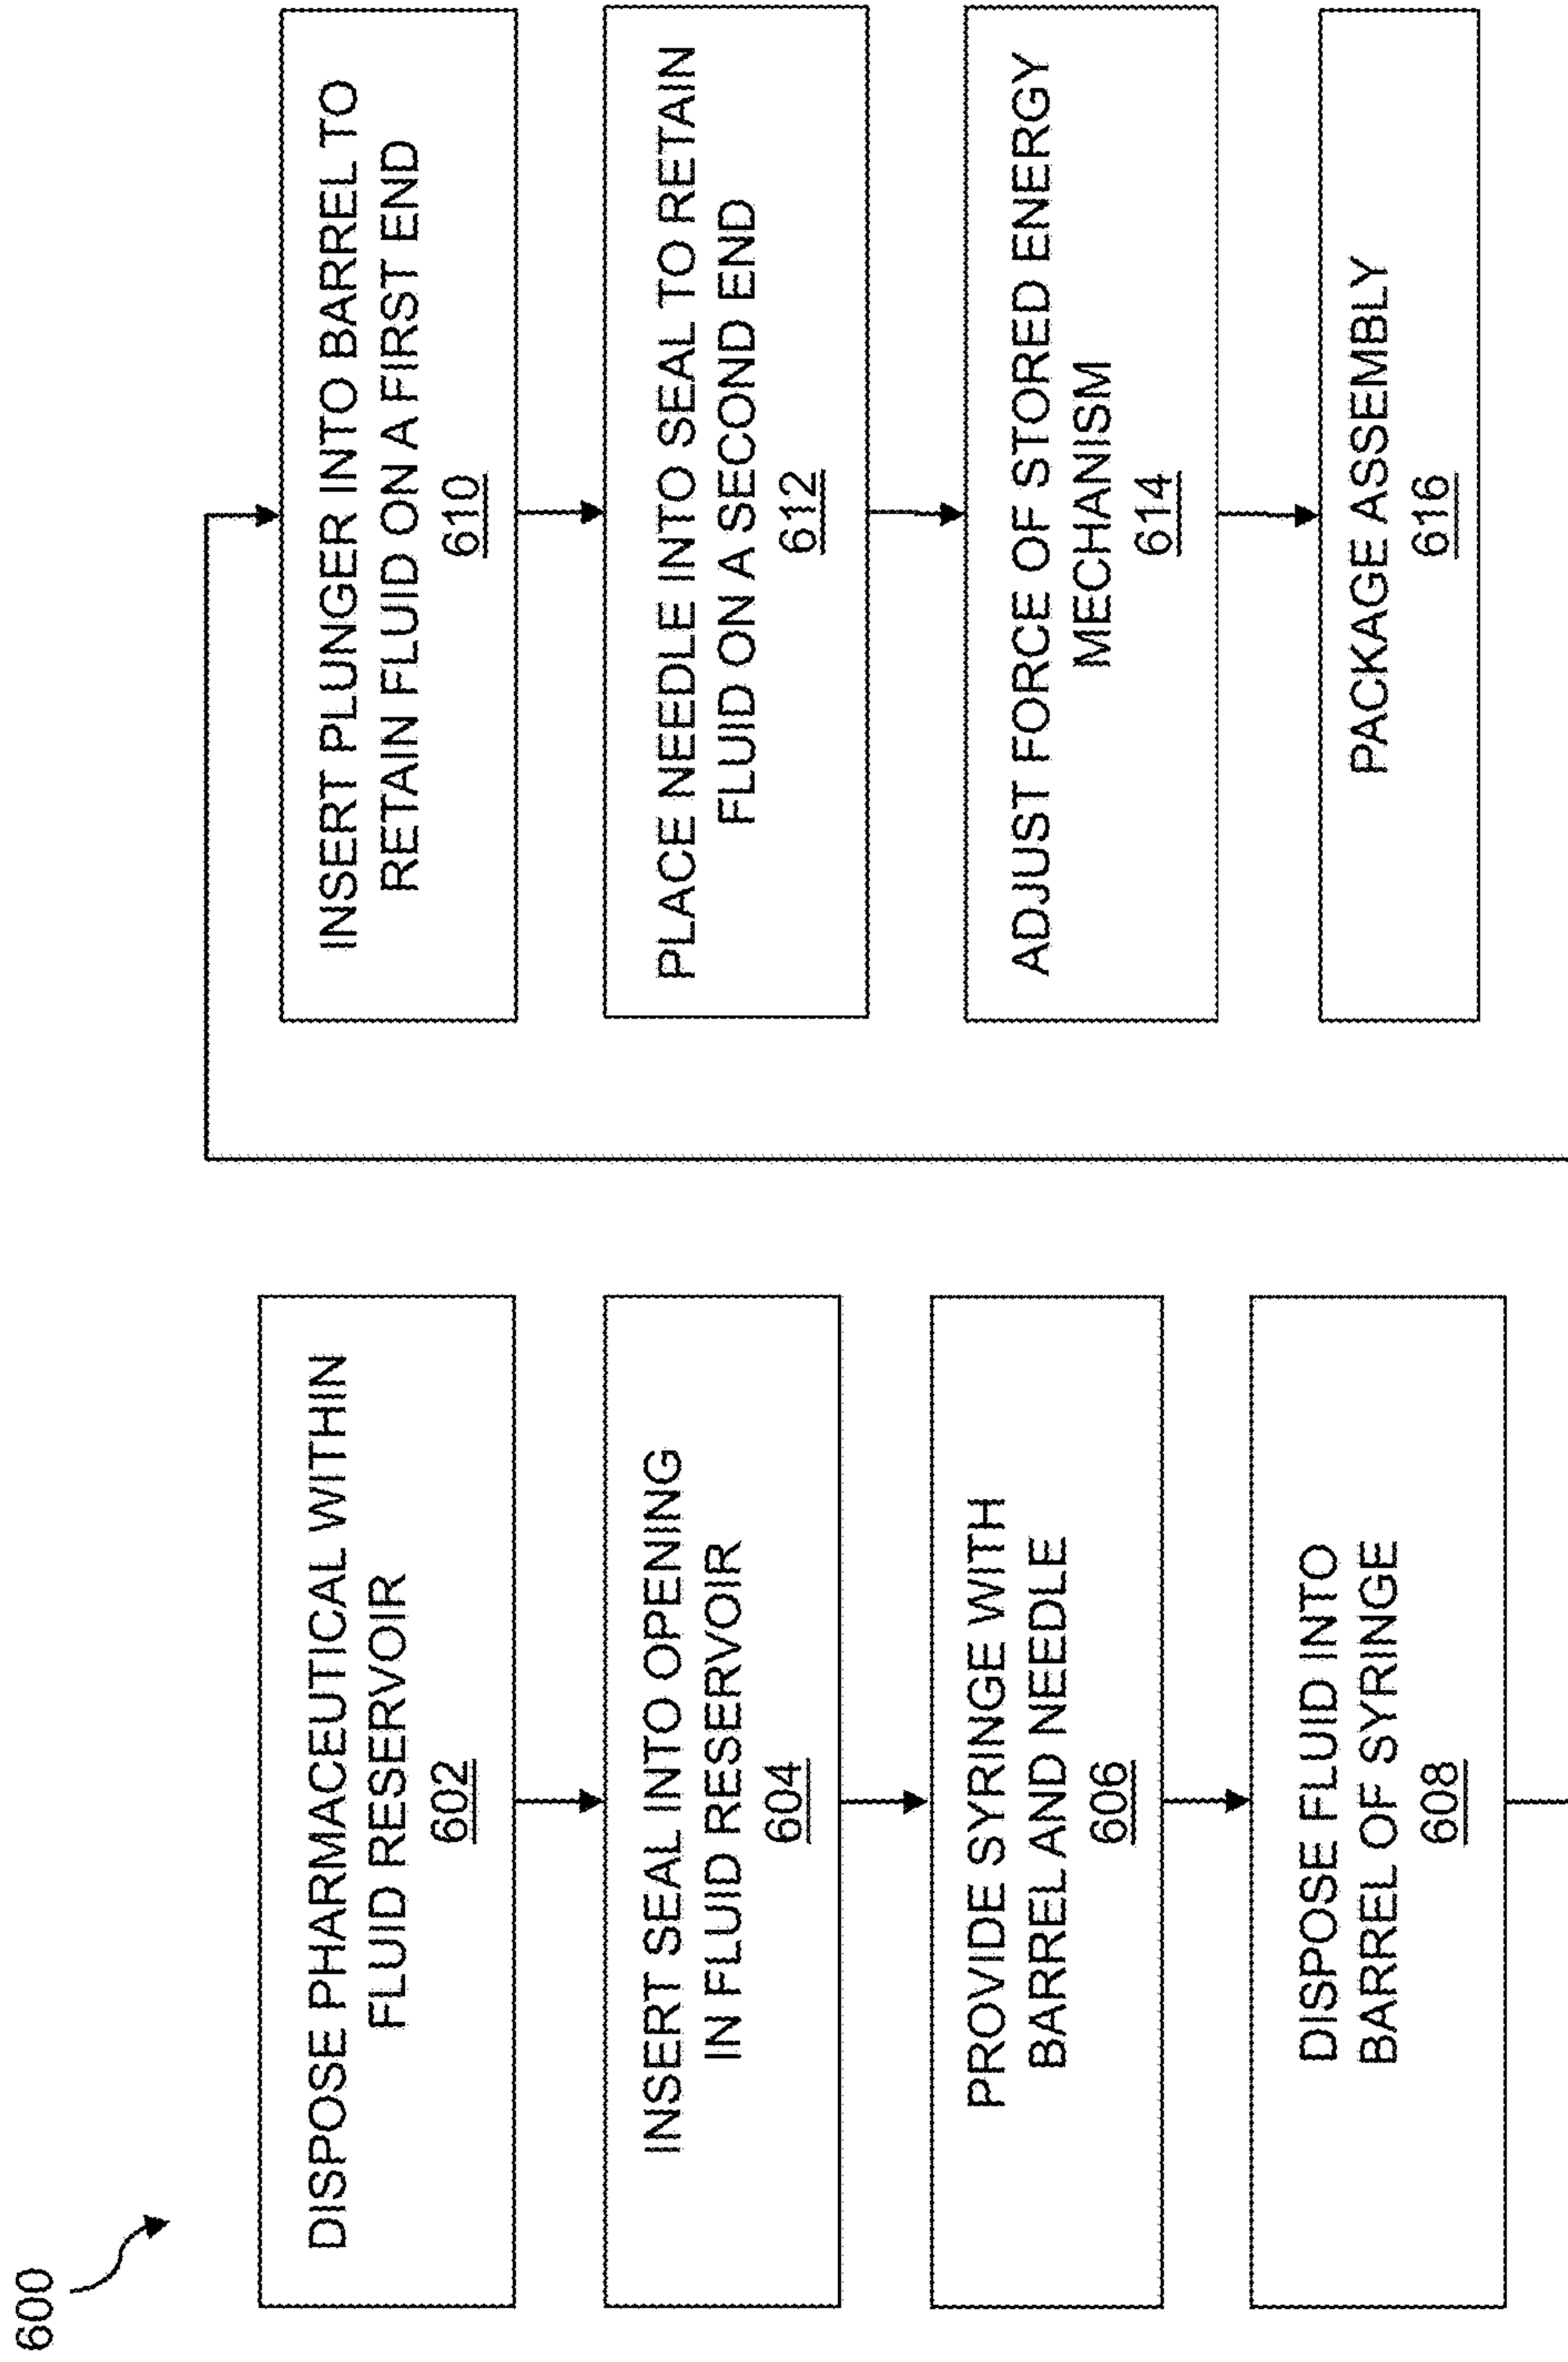 600
DISPOSE PHARMACEUTICAL WITHIN
FLUID RESERVOIR
602
INSERT SEAL INTO OPENING
IN FLUID RESERVOIR
604
PROVIDE SYRINGE WITH
BARREL AND NEEDLE
606
DISPOSE FLUID INTO
BARREL OF SYRINGE
608
INSERT PLUNGER INTO BARREL TO
RETAIN FLUID ON A FIRST END
610
PLACE NEEDLE INTO SEAL TO RETAIN
FLUID ON A SECOND END
612
ADJUST FORCE OF STORED ENERGY
MECHANISM
614
PACKAGE ASSEMBLY
616